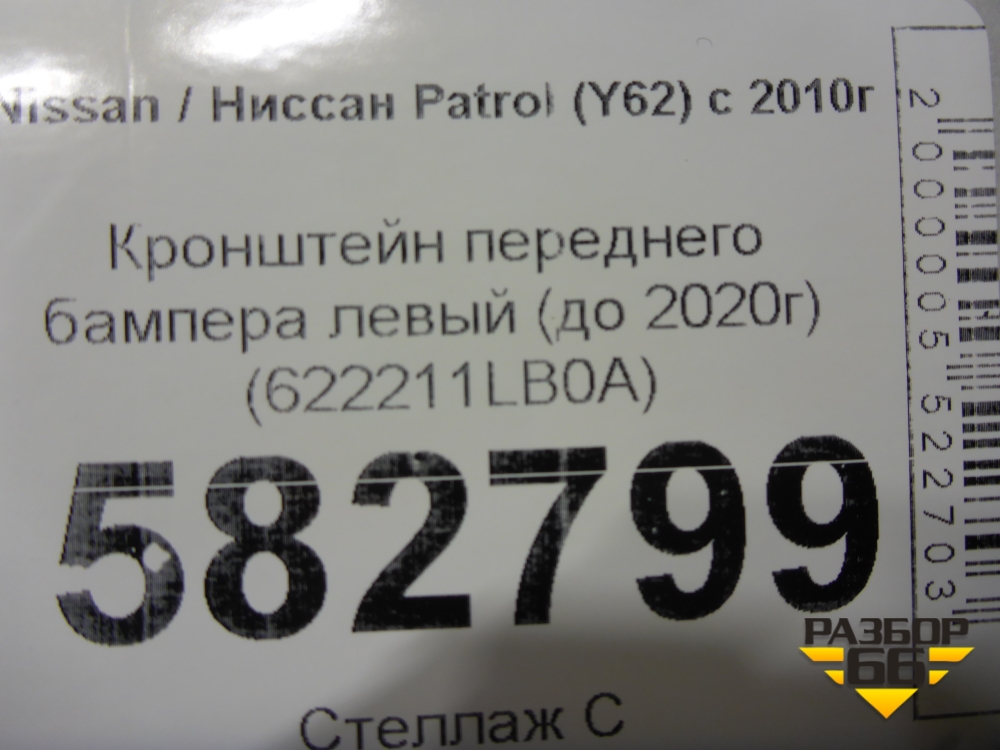 Nissan / Ниссан Patrol (Y62) с 2010г
Кронштейн переднего
бампера левый (до 2020г)
(622211LB0A)
582799
Стеллаж С
2000005522703
РАЗБОР
66